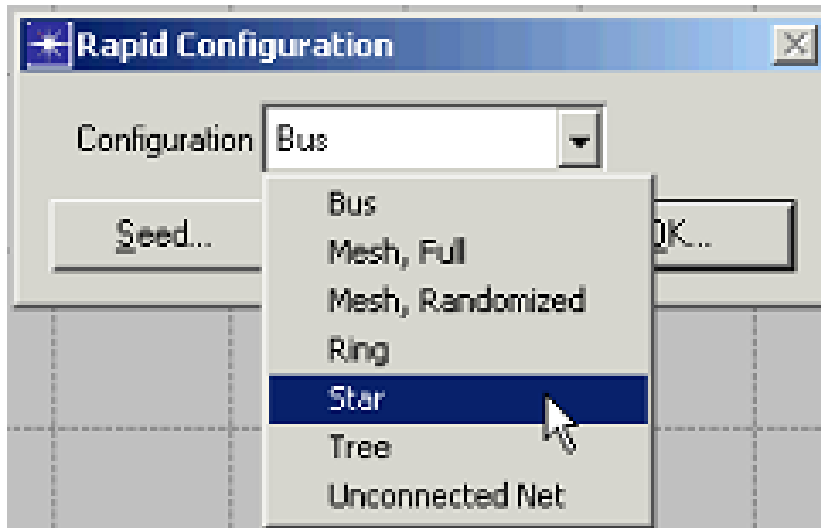 Rapid Configuration
Configuration Bus
Seed...
Bus
Mesh, Full
Mesh, Randomized
Ring
Star
Tree
Unconnected Net